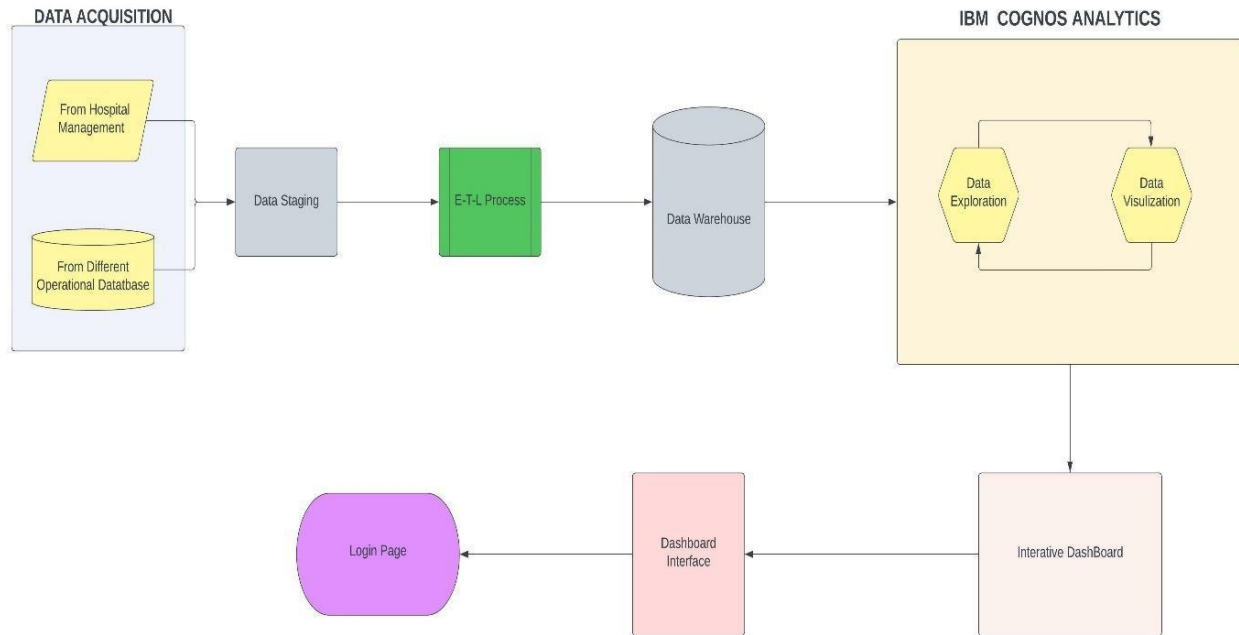 DATA ACQUISITION
IBM COGNOS ANALYTICS
From Hospital
Management
From Different
Operational Datatbase
Data Staging
E-T-L Process
Data Warehouse
Data
Exploration
Data
Visulization
Login Page
Dashboard
Interface
Interative DashBoard